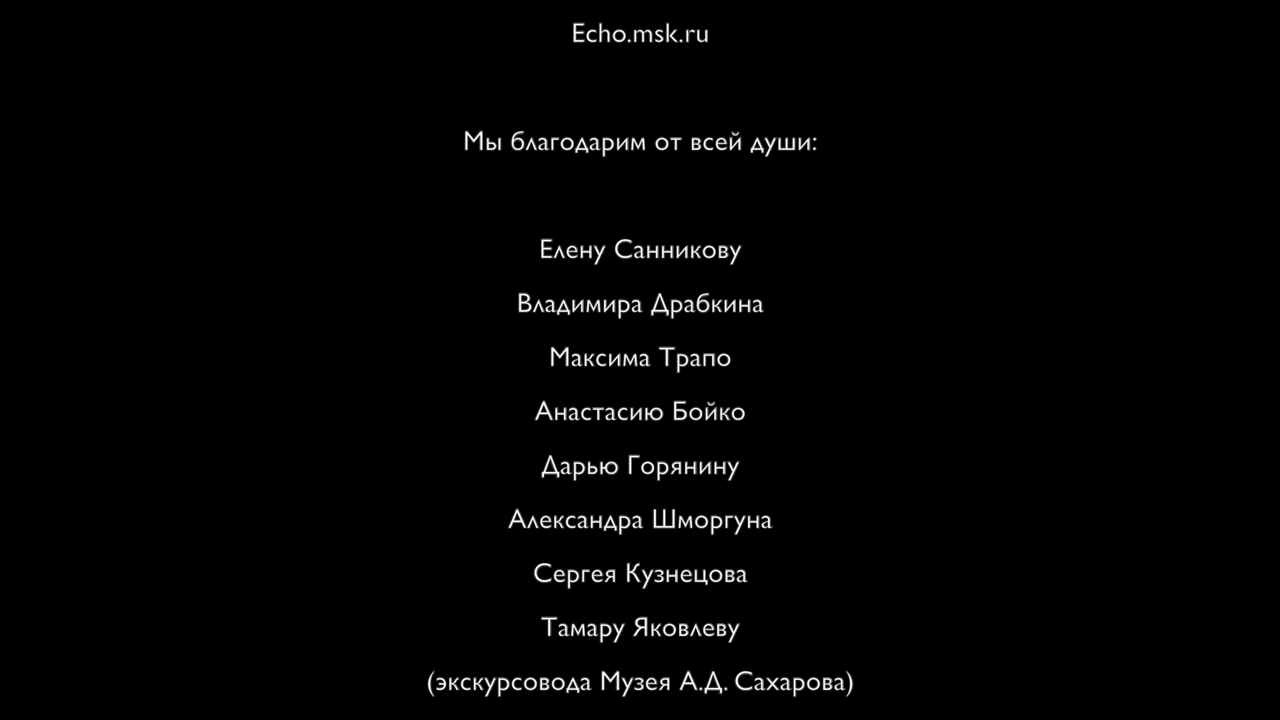 Echo.msk.ru
Мы благодарим от всей души:
Елену Санникову
Владимира Драбкина
Максима Трапо
Анастасию Бойко
Дарью Горянину
Александра Шморгуна
Сергея Кузнецова
Тамару Яковлеву
(экскурсовода Музея А.Д. Сахарова)